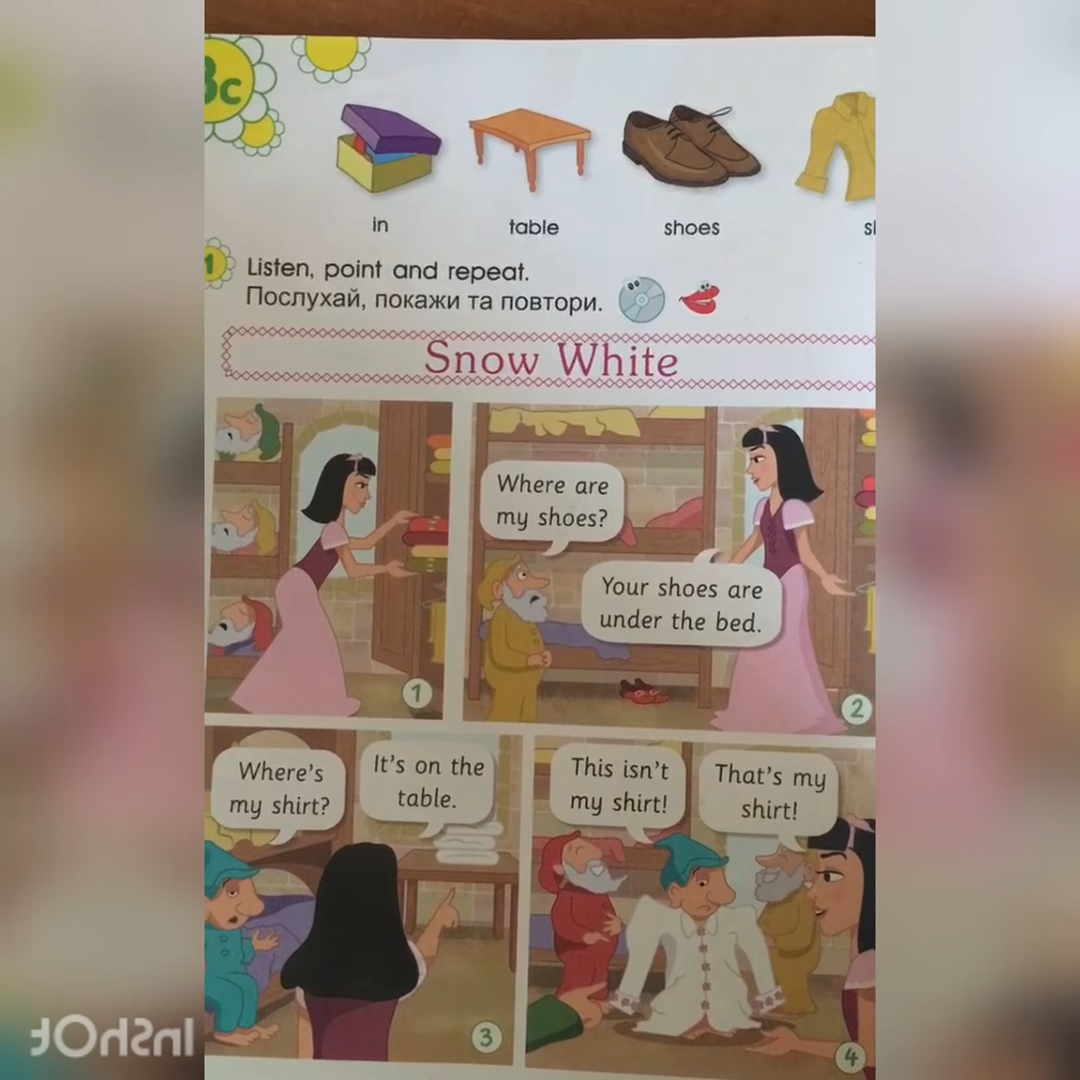 3c
in
table
shoes
1
Listen, point and repeat.
Послухай, покажи та повтори.
Snow White
Where are
my shoes?
Your shoes are
under the bed.
1
2
Where's
my shirt?
It's on the
table.
This isn't
my shirt!
That's my
shirt!
3
4
InShOt